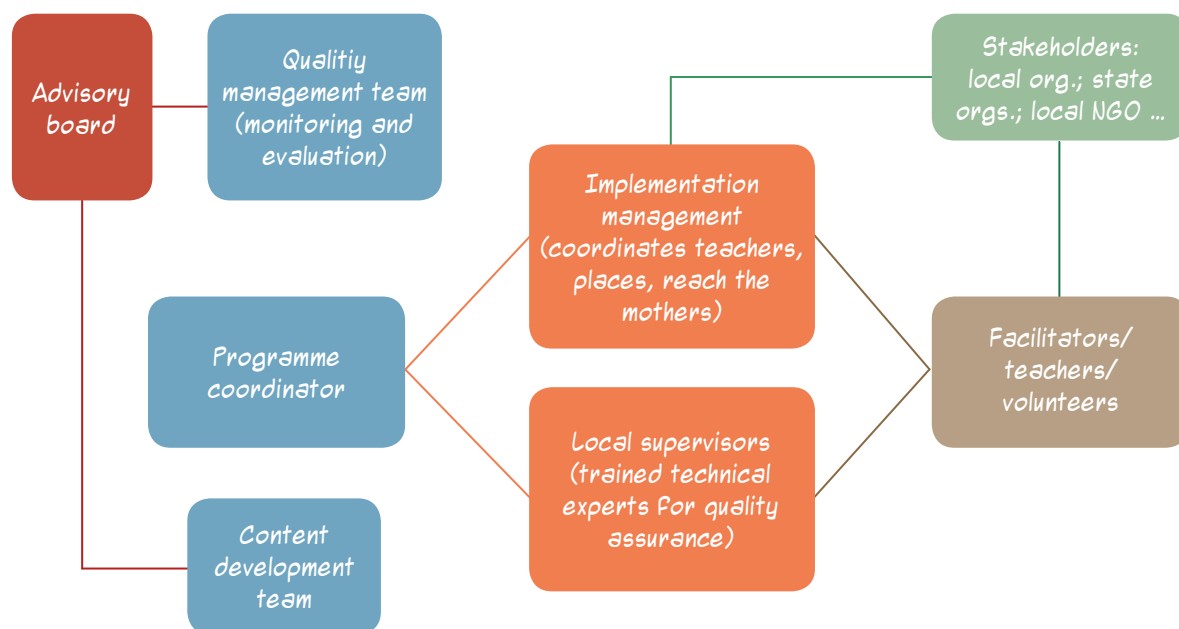 Advisory
board
Qualitiy
management team
(monitoring and
evaluation)
Stakeholders:
local org.; state
orgs.; local NGO ...
Implementation
management
(coordinates teachers,
places, reach the
mothers)
Programme
coordinator
Facilitators/
teachers/
volunteers
Local supervisors
(trained technical
experts for quality
assurance)
Content
development
team